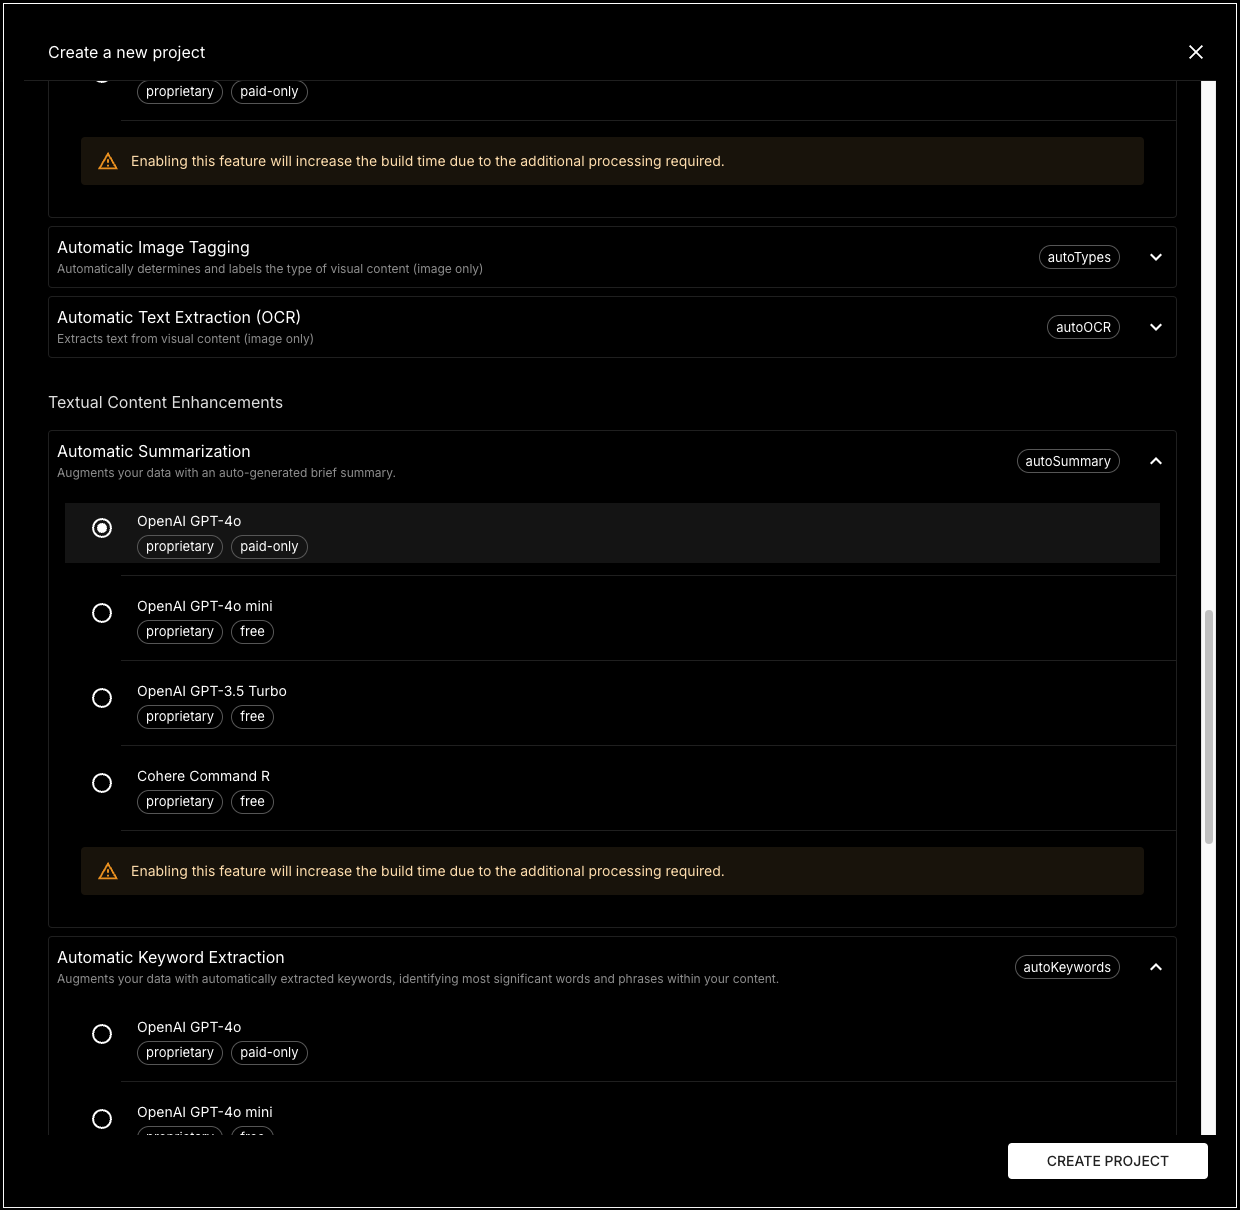 Create a new project
proprietary paid-only
Enabling this feature will increase the build time due to the additional processing required.
Automatic Image Tagging
Automatically determines and labels the type of visual content (image only)
autoTypes
Automatic Text Extraction (OCR)
Extracts text from visual content (image only)
autoOCR
Textual Content Enhancements
Automatic Summarization
Augments your data with an auto-generated brief summary.
autoSummary
OpenAI GPT-4o
proprietary paid-only
OpenAI GPT-4o mini
proprietary free
OpenAI GPT-3.5 Turbo
proprietary free
Cohere Command R
proprietary free
Enabling this feature will increase the build time due to the additional processing required.
Automatic Keyword Extraction
Augments your data with automatically extracted keywords, identifying most significant words and phrases within your content.
autoKeywords
OpenAI GPT-4o
proprietary paid-only
OpenAI GPT-4o mini
proprietary free
CREATE PROJECT